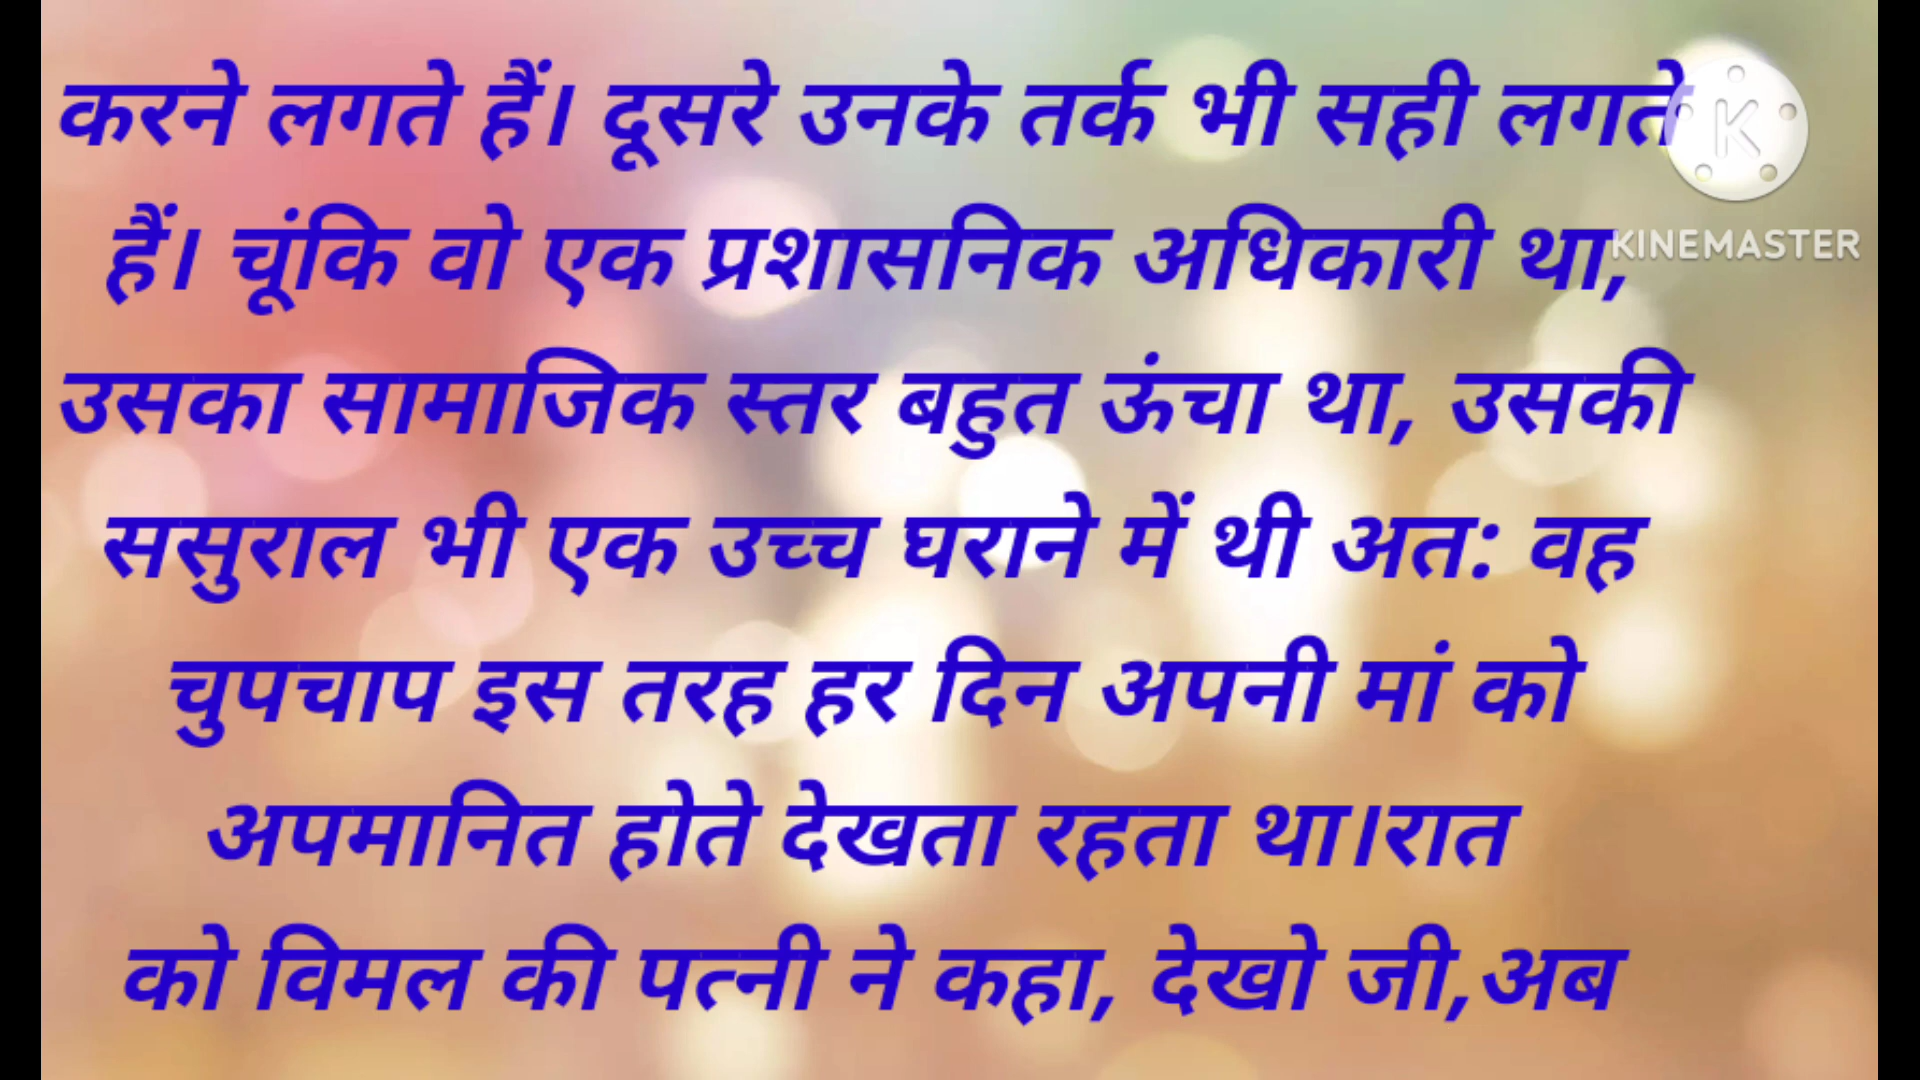 करने लगते हैं। दूसरे उनके तर्क भी सही लगते
हैं। चूंकि वो एक प्रशासनिक अधिकारी था,
उसका सामाजिक स्तर बहुत ऊंचा था, उसकी
ससुराल भी एक उच्च घराने में थी अत: वह
चुपचाप इस तरह हर दिन अपनी मां को
अपमानित होते देखता रहता था।रात
को विमल की पत्नी ने कहा, देखो जी,अब
K
KINEMASTER